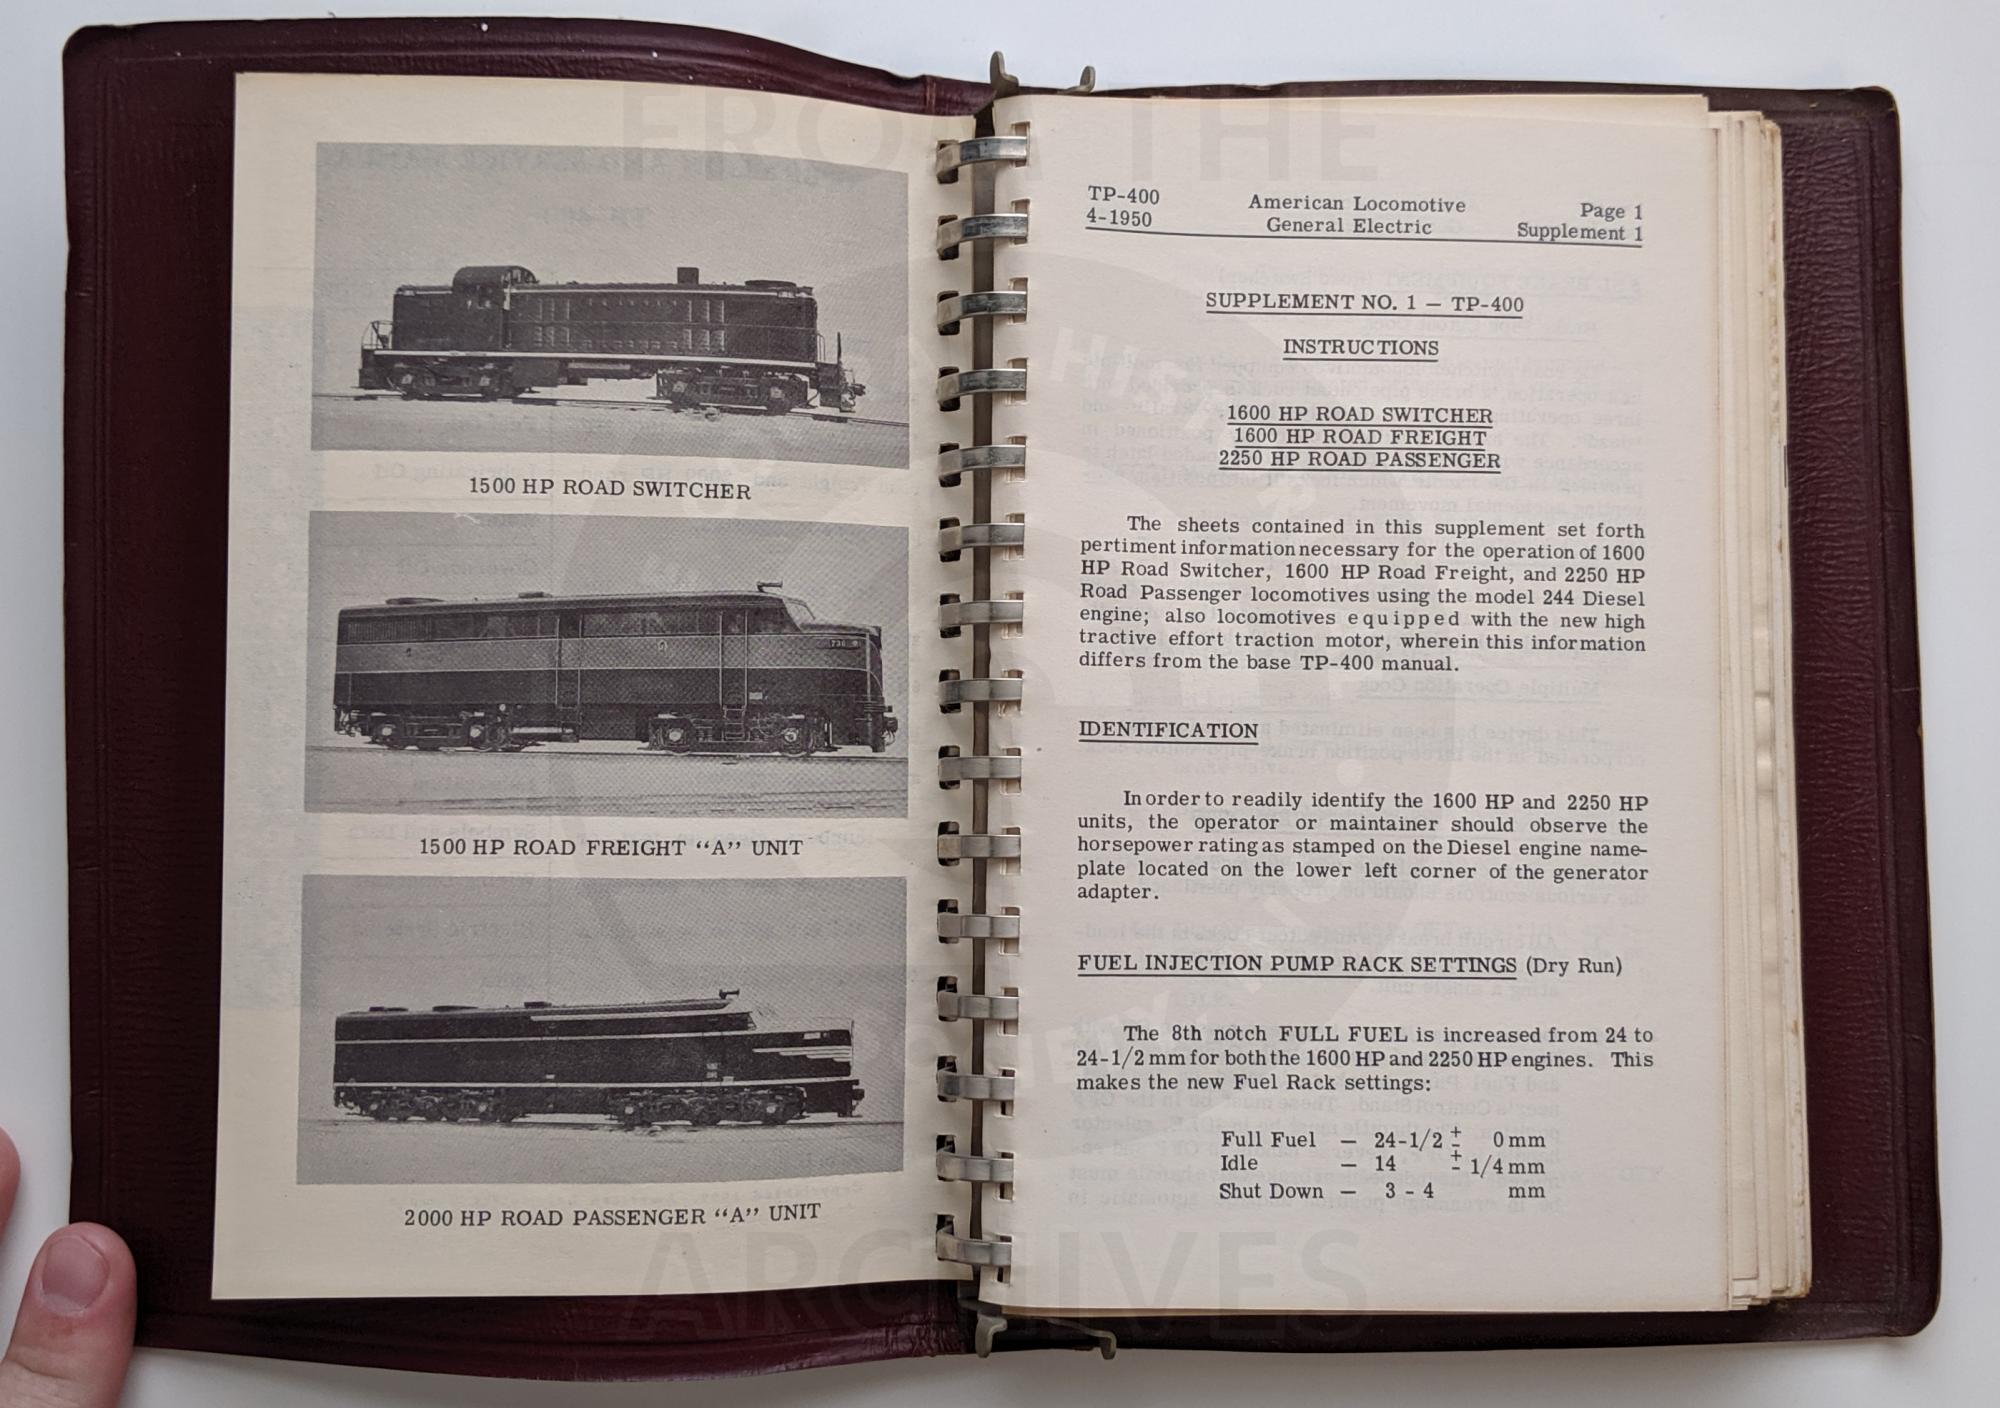 1500 HP ROAD SWITCHER
1500 HP ROAD FREIGHT “A” UNIT
2000 HP ROAD PASSENGER “A” UNIT
TP-400 American Locomotive Page 1
4-1950 General Electric Supplement 1
SUPPLEMENT NO. 1 — TP-400
INSTRUCTIONS
1600 HP ROAD SWITCHER
1600 HP ROAD FREIGHT
2250 HP ROAD PASSENGER
The sheets contained in this supplement set forth
pertiment information necessary for the operation of 1600
HP Road Switcher, 1600 HP Road Freight, and 2250 HP
Road Passenger locomotives using the model 244 Diesel
engine; also locomotives equipped with the new high
tractive effort traction motor, wherein this information
differs from the base TP-400 manual.
IDENTIFICATION
In order to readily identify the 1600 HP and 2250 HP
units, the operator or maintainer should observe the
horsepower rating as stamped on the Diesel engine name-
plate located on the lower left corner of the generator
adapter.
FUEL INJECTION PUMP RACK SETTINGS (Dry Run)
The 8th notch FULL FUEL is increased from 24 to
24-1/2 mm for both the 1600 HP and 2250 HP engines. This
makes the new Fuel Rack settings:
Full Fuel — 24-1/2 ± 0 mm
Idle — 14 ± 1/4 mm
Shut Down — 3 - 4 mm
FROM THE
ARCHIVES